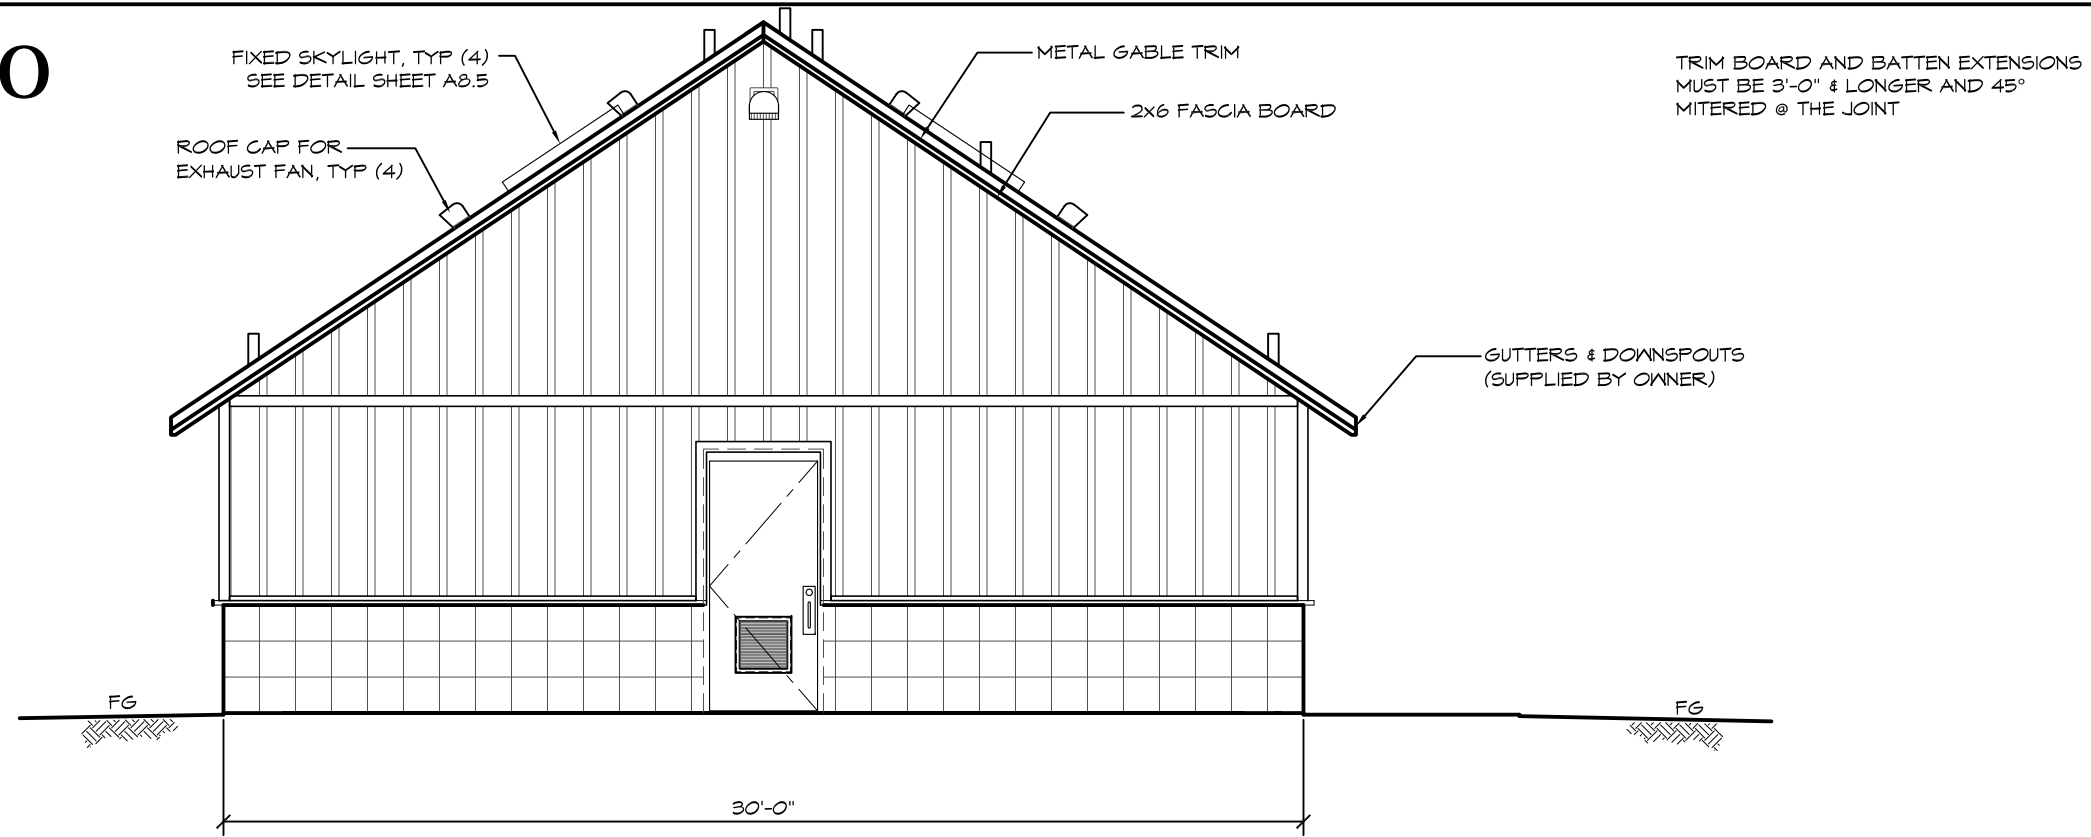 O
FIXED SKYLIGHT, TYP (4)
SEE DETAIL SHEET A8.5
ROOF CAP FOR
EXHAUST FAN, TYP (4)
METAL GABLE TRIM
2x6 FASCIA BOARD
TRIM BOARD AND BATTEN EXTENSIONS
MUST BE 3'-0" & LONGER AND 45°
MITERED @ THE JOINT
GUTTERS & DOWNSPOUTS
(SUPPLIED BY OWNER)
FG
FG
30'-0"